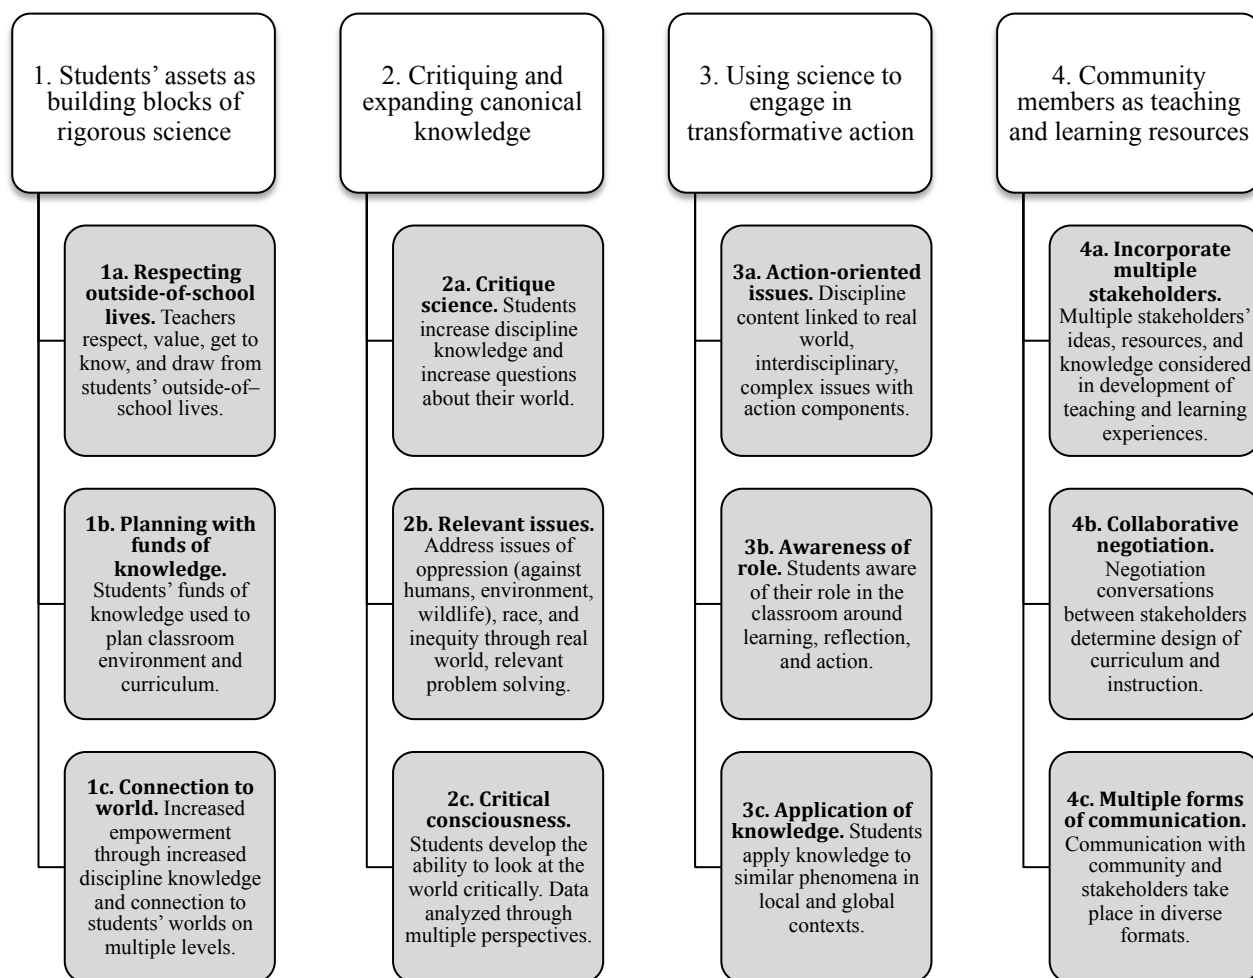 1. Students’ assets as
building blocks of
rigorous science
1a. Respecting
outside-of-school
lives. Teachers
respect, value, get to
know, and draw from
students’ outside-of–
school lives.
1b. Planning with
funds of
knowledge.
Students’ funds of
knowledge used to
plan classroom
environment and
curriculum.
1c. Connection to
world. Increased
empowerment
through increased
discipline knowledge
and connection to
students’ worlds on
multiple levels.
2. Critiquing and
expanding canonical
knowledge
2a. Critique
science. Students
increase discipline
knowledge and
increase questions
about their world.
2b. Relevant issues.
Address issues of
oppression (against
humans, environment,
wildlife), race, and
inequity through real
world, relevant
problem solving.
2c. Critical
consciousness.
Students develop the
ability to look at the
world critically. Data
analyzed through
multiple perspectives.
3. Using science to
engage in
transformative action
3a. Action-oriented
issues. Discipline
content linked to real
world,
interdisciplinary,
complex issues with
action components.
3b. Awareness of
role. Students aware
of their role in the
classroom around
learning, reflection,
and action.
3c. Application of
knowledge. Students
apply knowledge to
similar phenomena in
local and global
contexts.
4. Community
members as teaching
and learning resources
4a. Incorporate
multiple
stakeholders.
Multiple stakeholders’
ideas, resources, and
knowledge considered
in development of
teaching and learning
experiences.
4b. Collaborative
negotiation.
Negotiation
conversations
between stakeholders
determine design of
curriculum and
instruction.
4c. Multiple forms
of communication.
Communication with
community and
stakeholders take
place in diverse
formats.